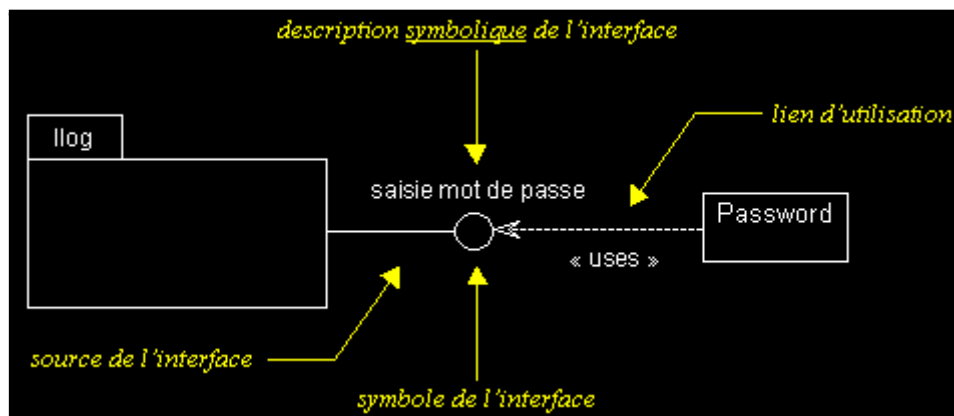 description symbolique de l'interface
lien d'utilisation
Ilog
saisie mot de passe
Password
« uses »
source de l'interface
symbole de l'interface